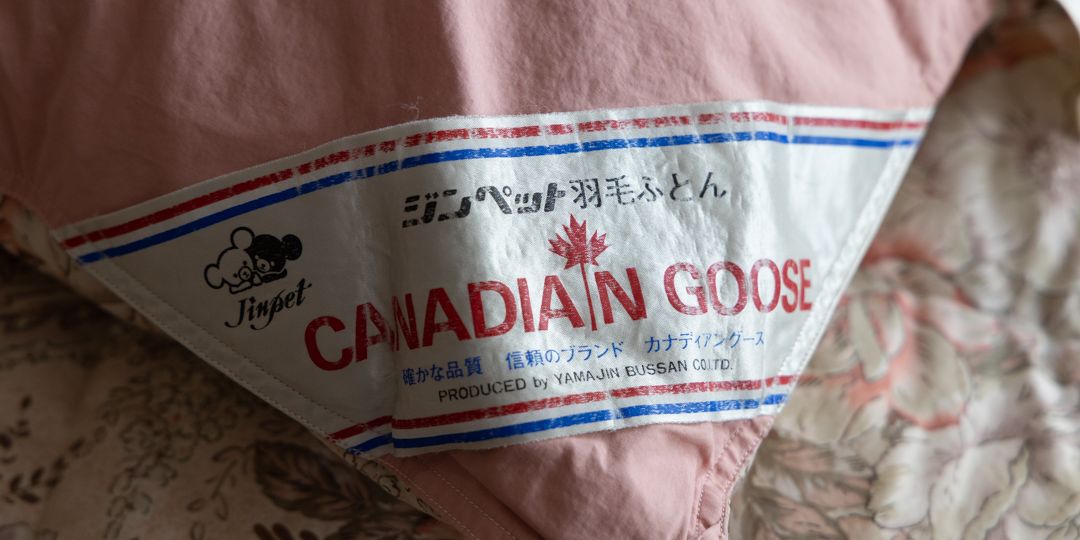 ジンペット羽毛ふとん
Jinpet
CANADIAN GOOSE
確かな品質 信頼のブランド カナディアングース
PRODUCED by YAMAJIN BUSSAN CO.LTD.